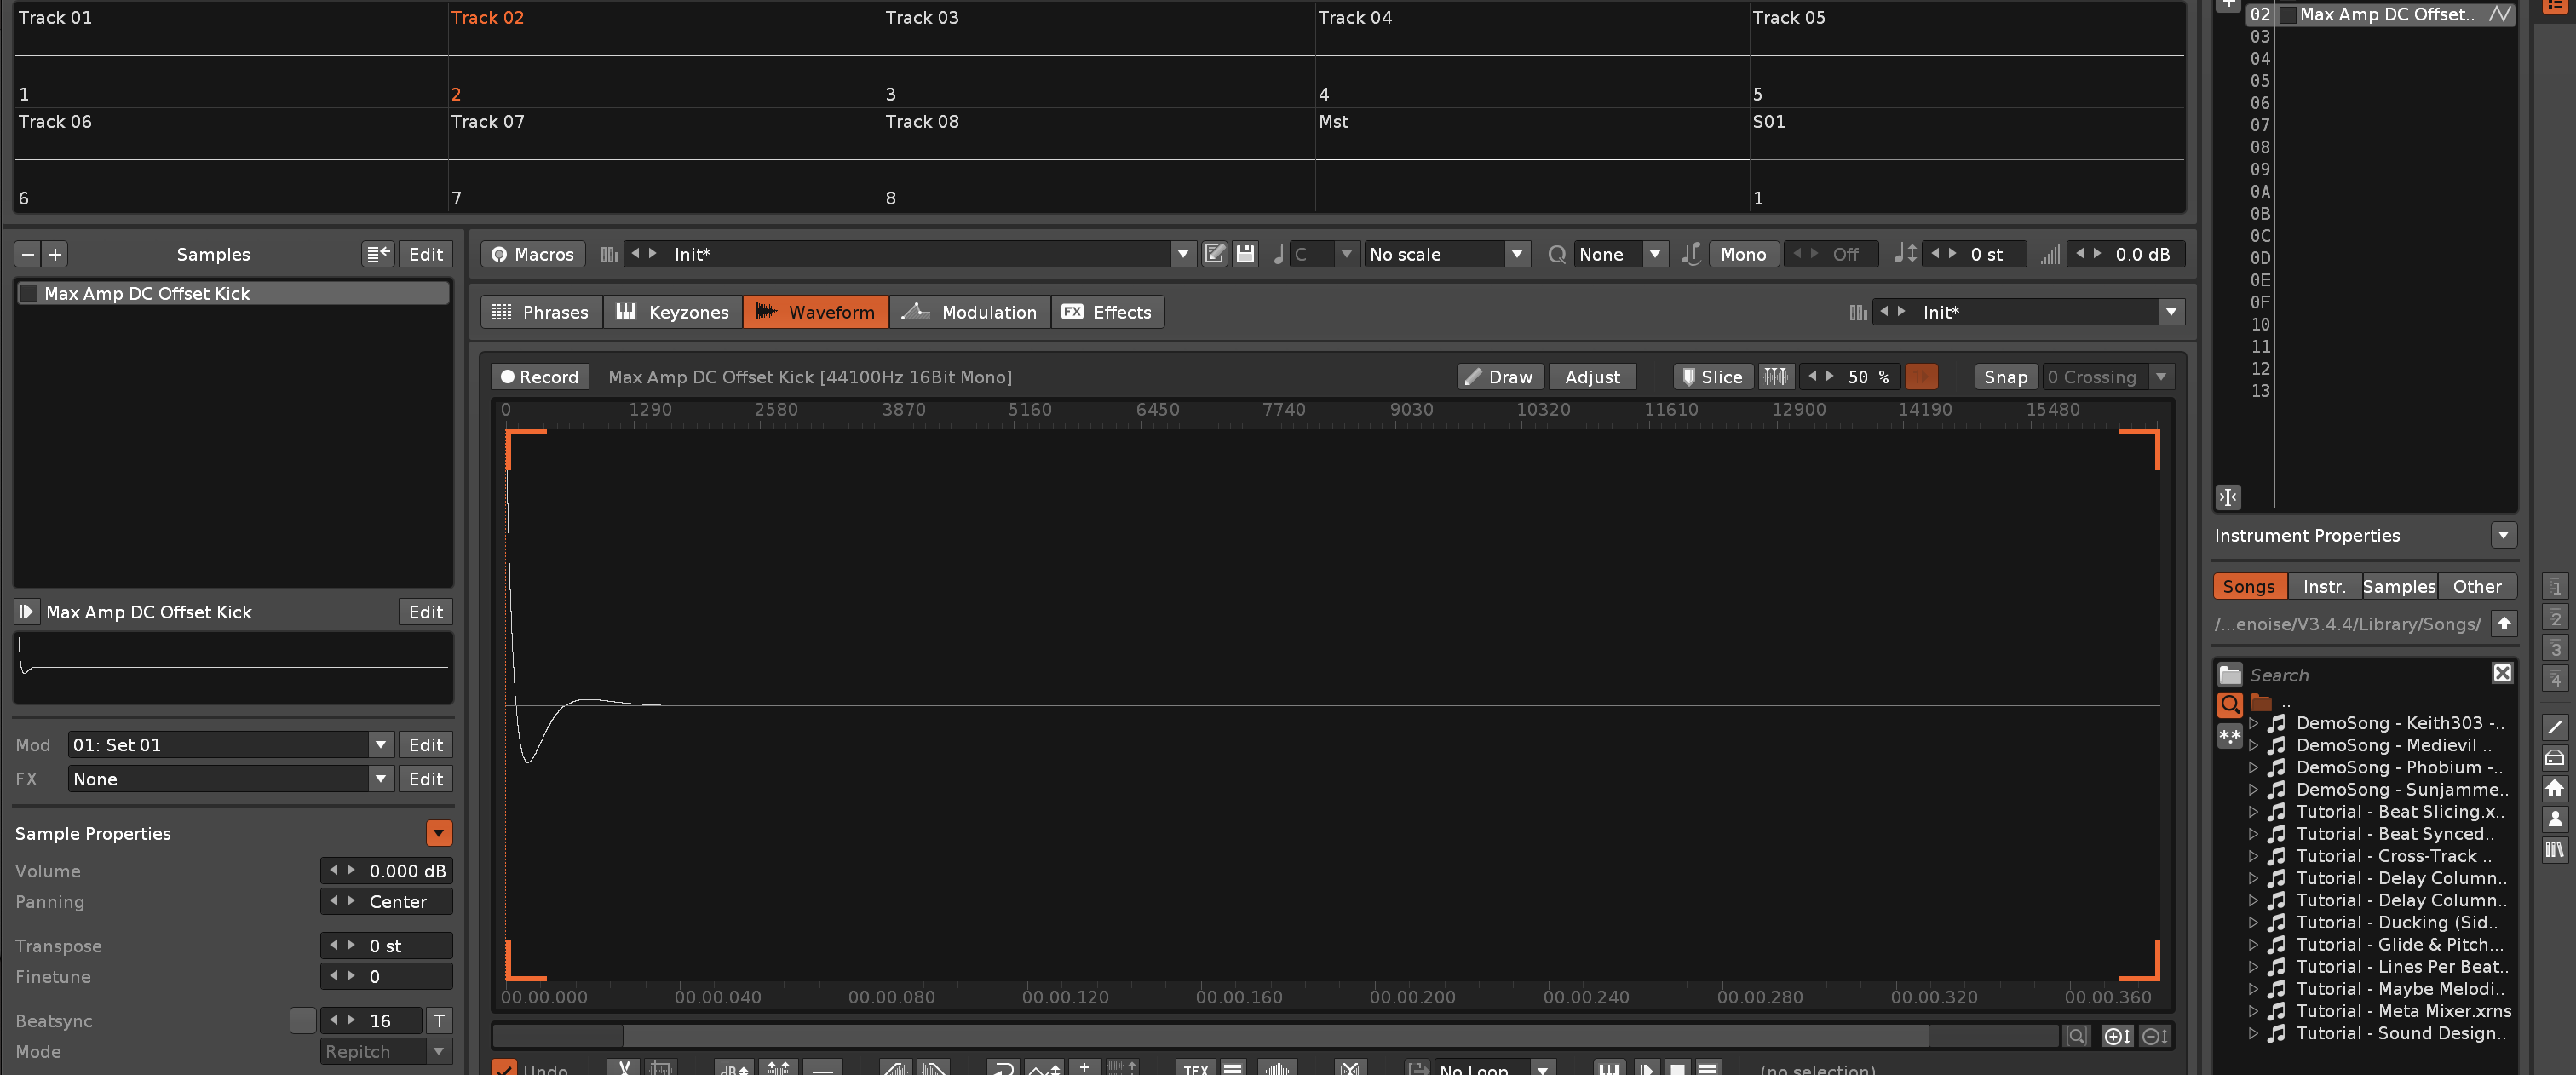 Track 01 Track 02 Track 03 Track 04 Track 05
1 2 3 4 5
Track 06 Track 07 Track 08 Mst S01
6 7 8 1
Samples Edit
Macros Init* C No scale None Mono Off 0 st 0.0 dB
Max Amp DC Offset Kick
Phrases Keyzones Waveform Modulation FX Effects Init*
Record Max Amp DC Offset Kick [44100Hz 16Bit Mono] Draw Adjust Slice 50 % Snap 0 Crossing
0 1290 2580 3870 5160 6450 7740 9030 10320 11610 12900 14190 15480
00.00.000 00.00.040 00.00.080 00.00.120 00.00.160 00.00.200 00.00.240 00.00.280 00.00.320 00.00.360
Undo dB TEX No Loop (no selection)
Max Amp DC Offset Kick Edit
Mod 01: Set 01 Edit
FX None Edit
Sample Properties
Volume 0.000 dB
Panning Center
Transpose 0 st
Finetune 0
Beatsync 16 T
Mode Repitch
02 Max Amp DC Offset..
03
04
05
06
07
08
09
0A
0B
0C
0D
0E
0F
10
11
12
13
Instrument Properties
Songs Instr. Samples Other
/...enoise/V3.4.4/Library/Songs/
Search
..
DemoSong - Keith303 -..
DemoSong - Medievil ..
DemoSong - Phobium -..
DemoSong - Sunjamme..
Tutorial - Beat Slicing.x..
Tutorial - Beat Synced..
Tutorial - Cross-Track ..
Tutorial - Delay Column..
Tutorial - Delay Column..
Tutorial - Ducking (Sid..
Tutorial - Glide & Pitch...
Tutorial - Lines Per Beat..
Tutorial - Maybe Melodi..
Tutorial - Meta Mixer.xrns
Tutorial - Sound Design..
1
2
3
4